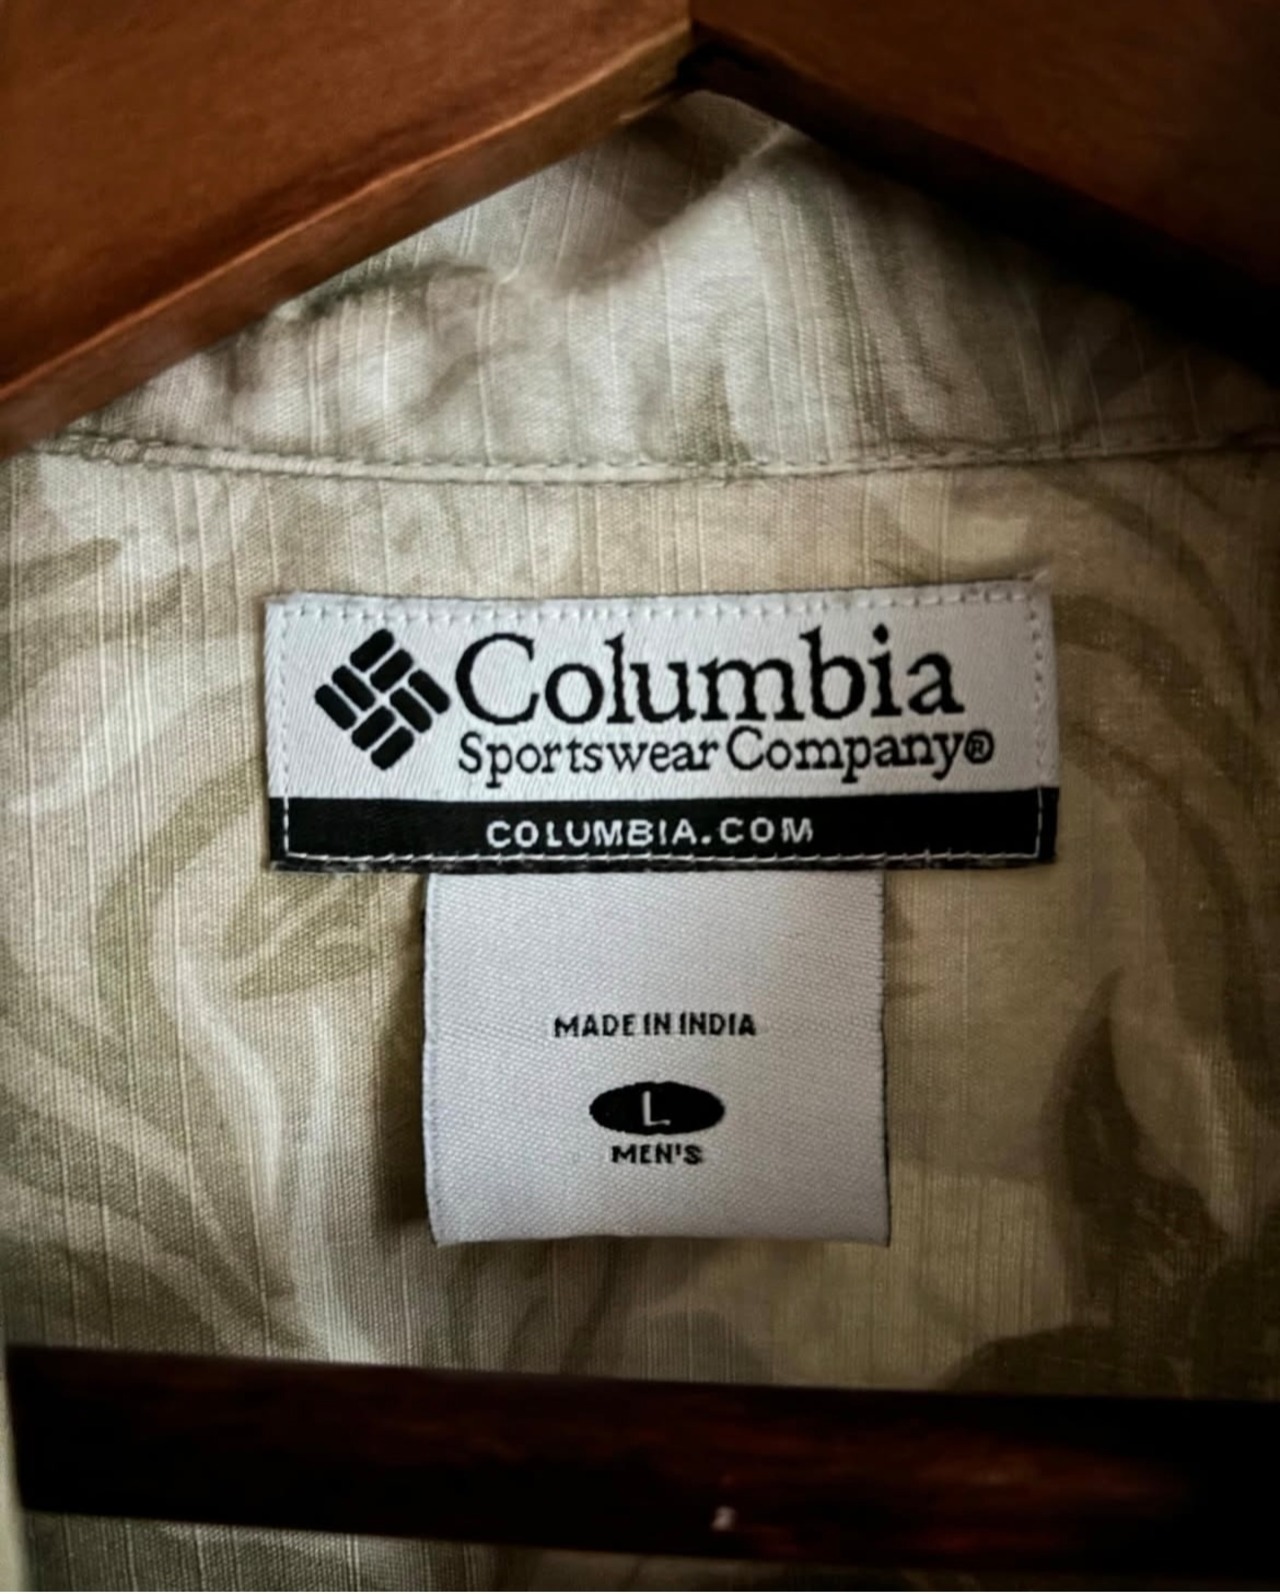 Columbia
Sportswear Company®
COLUMBIA.COM
MADE IN INDIA
L
MEN'S